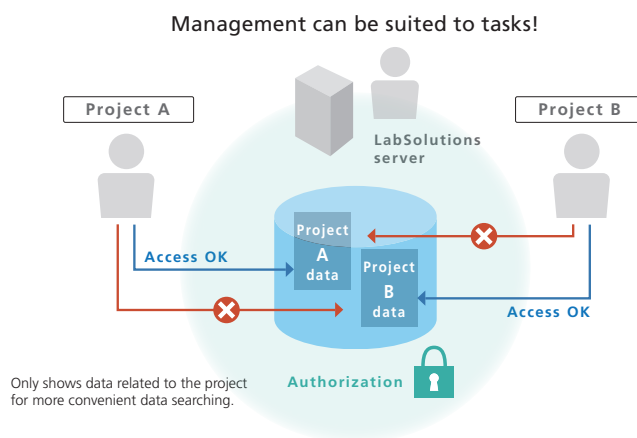 Management can be suited to tasks!
Project A
Project B
LabSolutions
server
Project
A
data
Project
B
data
Access OK
Access OK
Authorization
Only shows data related to the project
for more convenient data searching.